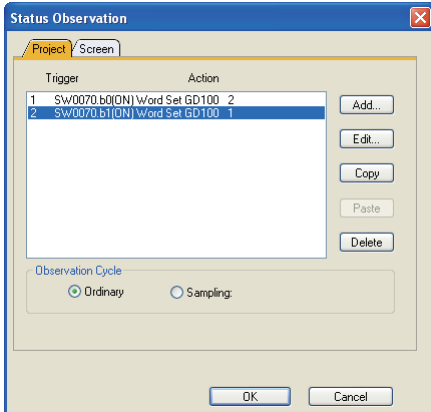 Status Observation
Project Screen
Trigger Action
1 SW0070.b0(ON) Word Set GD100 2
2 SW0070.b1(ON) Word Set GD100 1
Add...
Edit...
Copy
Paste
Delete
Observation Cycle
Ordinary Sampling:
OK Cancel